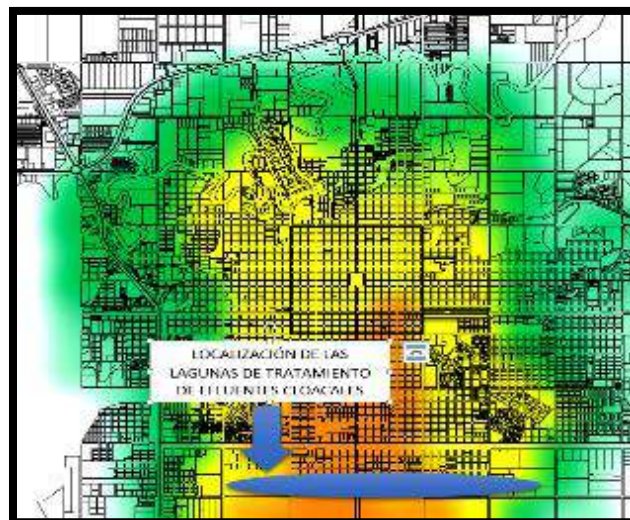 LOCALIZACIÓN DE LAS
LAGUNAS DE TRATAMIENTO
DE EFLUENTES CLOACALES